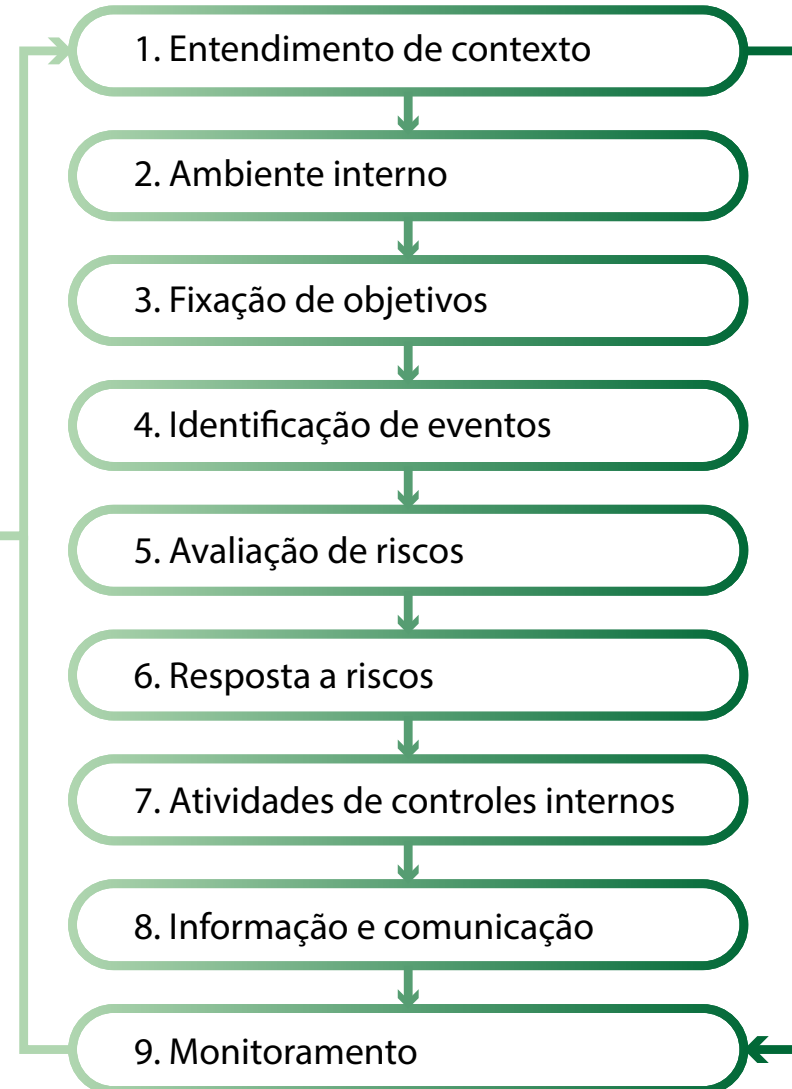 1. Entendimento de contexto
2. Ambiente interno
3. Fixação de objetivos
4. Identificação de eventos
5. Avaliação de riscos
6. Resposta a riscos
7. Atividades de controles internos
8. Informação e comunicação
9. Monitoramento